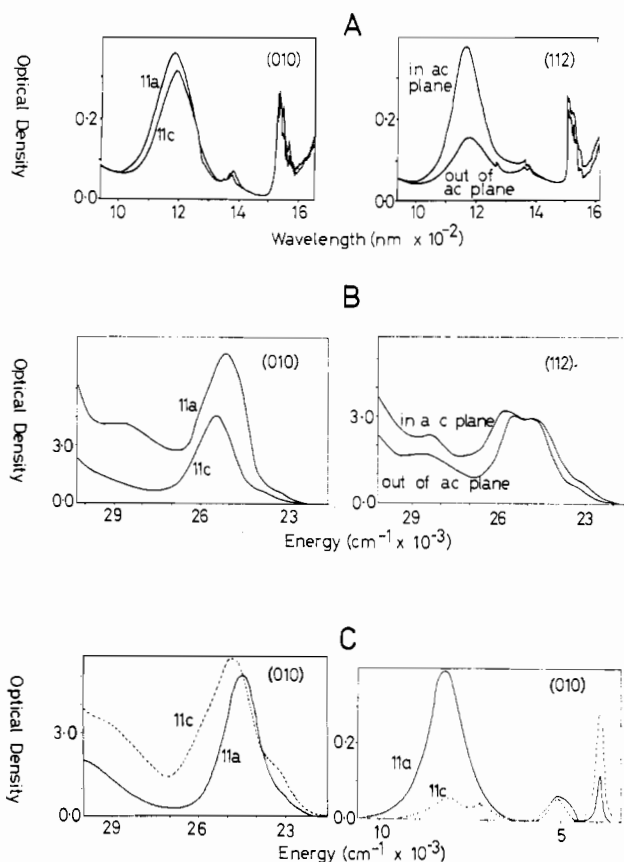 A
Optical Density
(010)
11a
11c
0·2
0·0
10 12 14 16
(112)
in ac
plane
out of
ac plane
0·2
0·0
10 12 14 16
Wavelength (nm x 10-2)
B
Optical Density
(010)
11a
11c
3·0
0·0
29 25 23
(112)
in a c plane
out of ac plane
3·0
0·0
29 25 23
Energy (cm-1 x 10-3)
C
Optical Density
(010)
11c
11a
3·0
0·0
29 25 23
(010)
11a
11c
0·2
0·0
10 5
Energy (cm-1 x 10-3)